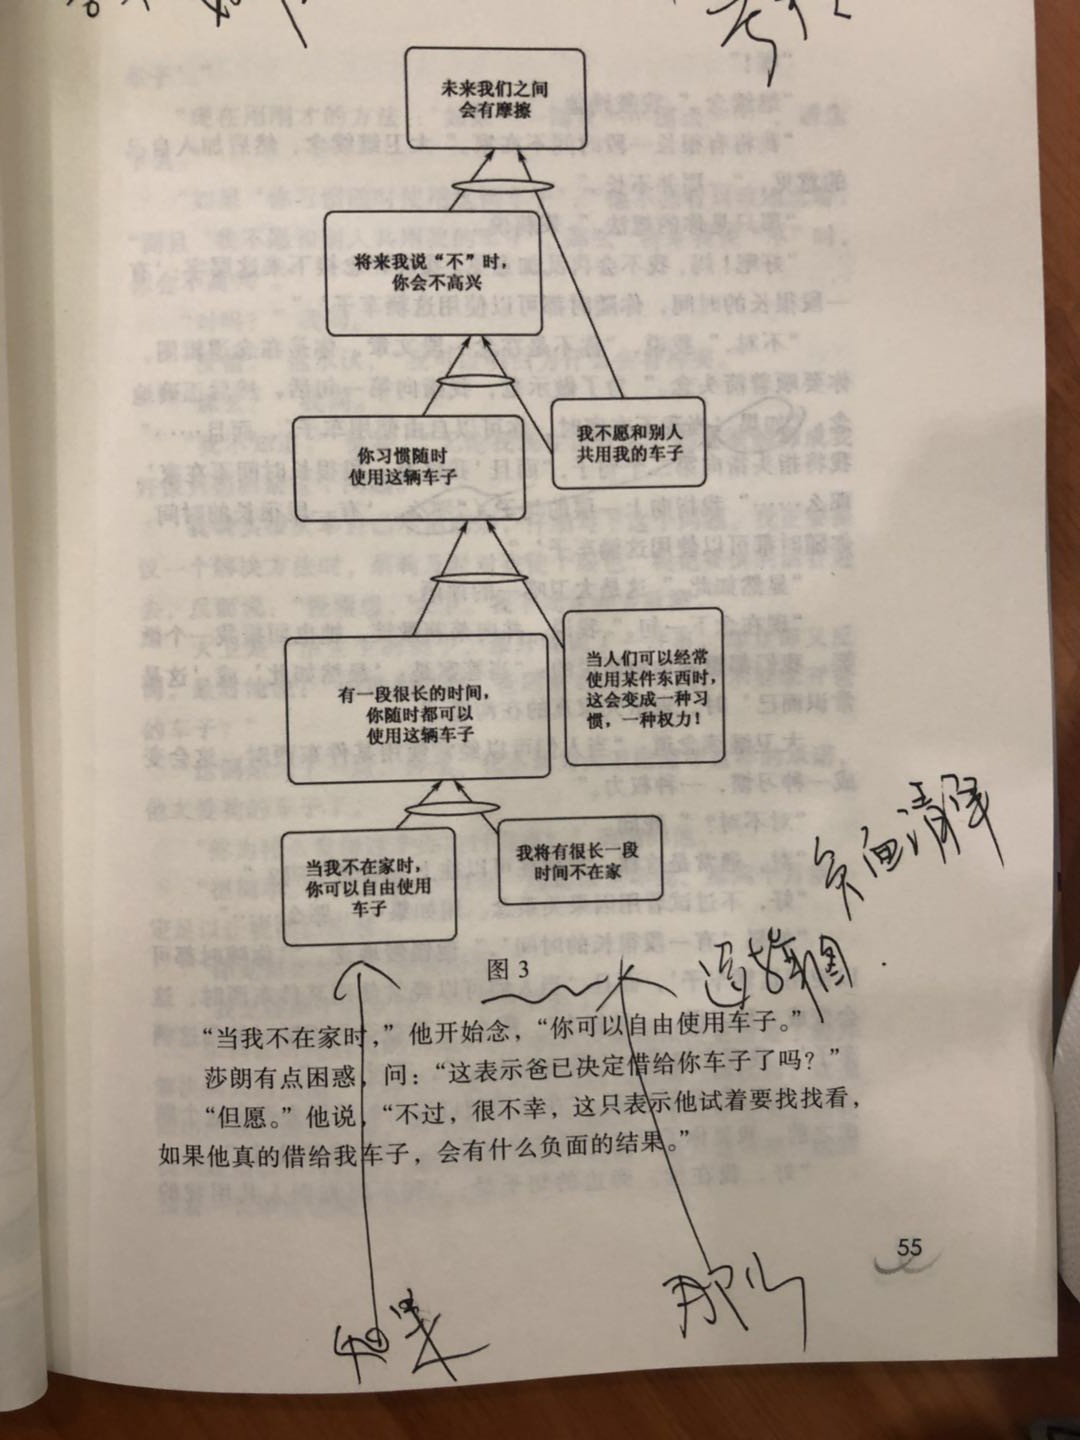 未来我们之间
会有摩擦
将来我说“不”时，
你会不高兴
我不愿和别人
共用我的车子
你习惯随时
使用这辆车子
当人们可以经常
使用某件东西时，
这会变成一种习
惯，一种权力！
有一段很长的时间，
你随时都可以
使用这辆车子
当我不在家时，
你可以自由使用
车子
我将有很长一段
时间不在家
图 3
“当我不在家时，”他开始念，“你可以自由使用车子。”
莎朗有点困惑，问：“这表示爸已决定借给你车子了吗？”
“但愿。”他说，“不过，很不幸，这只表示他试着要找找看，
如果他真的借给我车子，会有什么负面的结果。”
如果
55